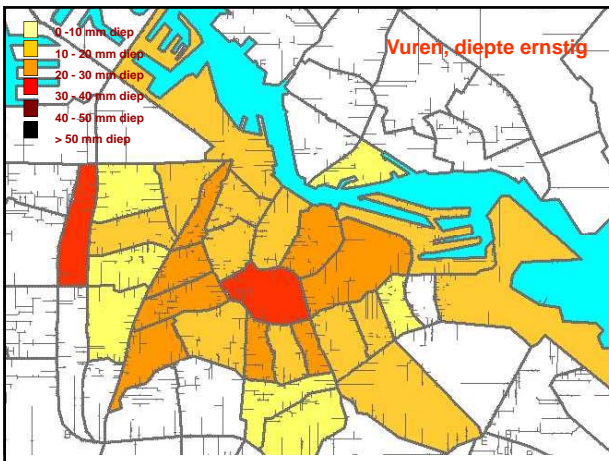 Vuren, diepte ernstig
0 -10 mm diep
10 - 20 mm diep
20 - 30 mm diep
30 - 40 mm diep
40 - 50 mm diep
> 50 mm diep